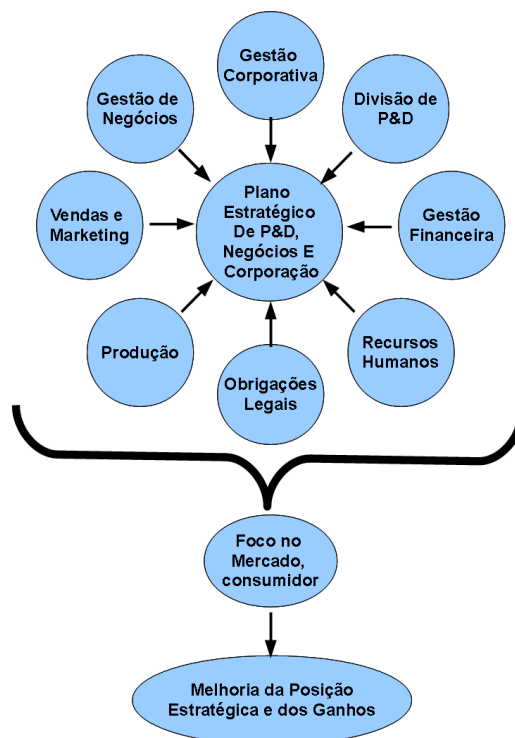 Gestão
Corporativa
Gestão de
Negócios
Divisão de
P&D
Plano
Estratégico
De P&D,
Negócios E
Corporação
Vendas e
Marketing
Gestão
Financeira
Produção
Recursos
Humanos
Obrigações
Legais
Foco no
Mercado,
consumidor
Melhoria da Posição
Estratégica e dos Ganhos